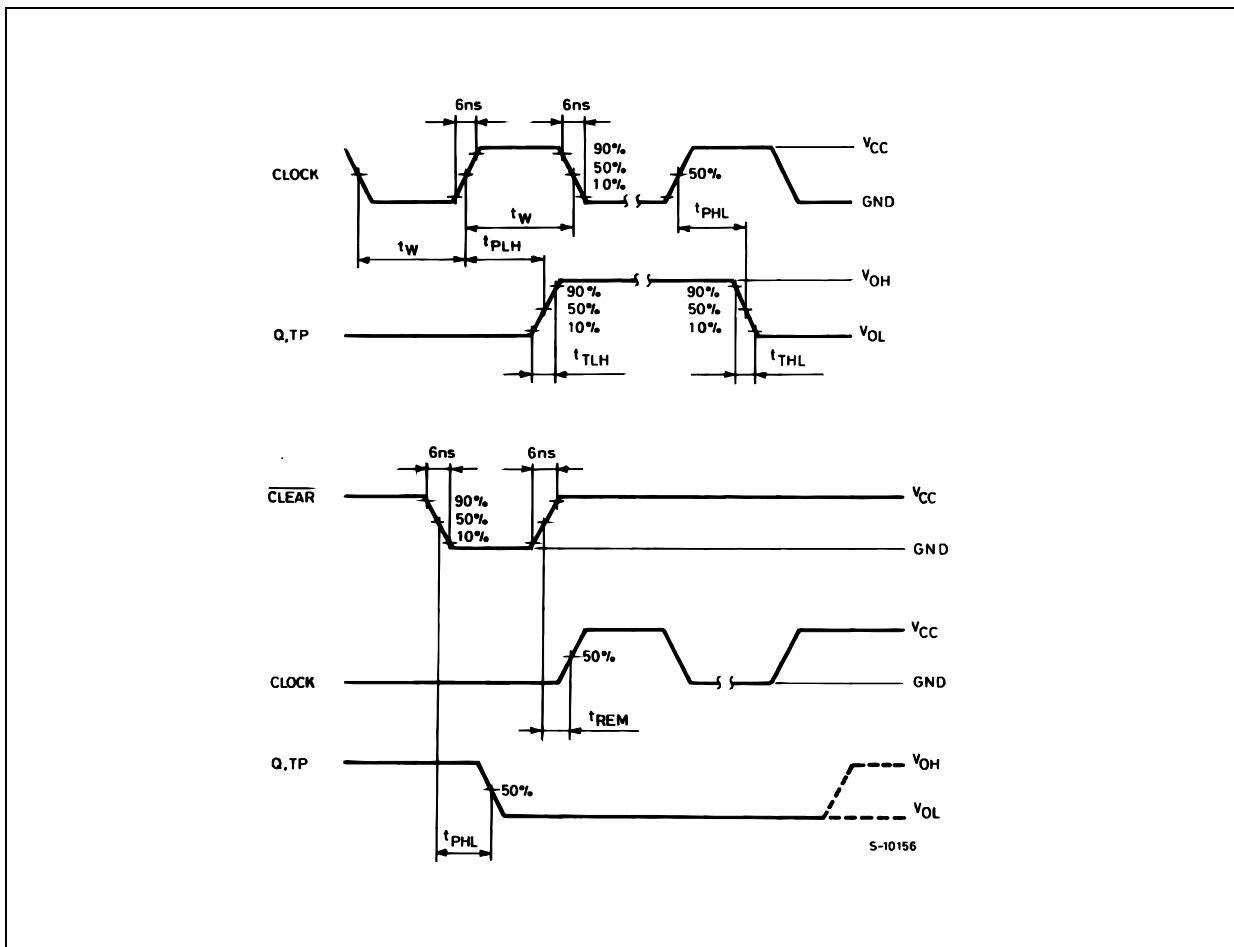 6ns 6ns
CLOCK 90% VCC
50% 50%
10% GND
tW tPHL
tW tPLH
VOH
90% 90%
50% 50%
Q,TP 10% 10% VOL
tTLH tTHL
6ns 6ns
CLEAR 90% VCC
50%
10%
GND
VCC
50%
CLOCK GND
tREM
Q,TP VOH
50%
VOL
tPHL
S-10156